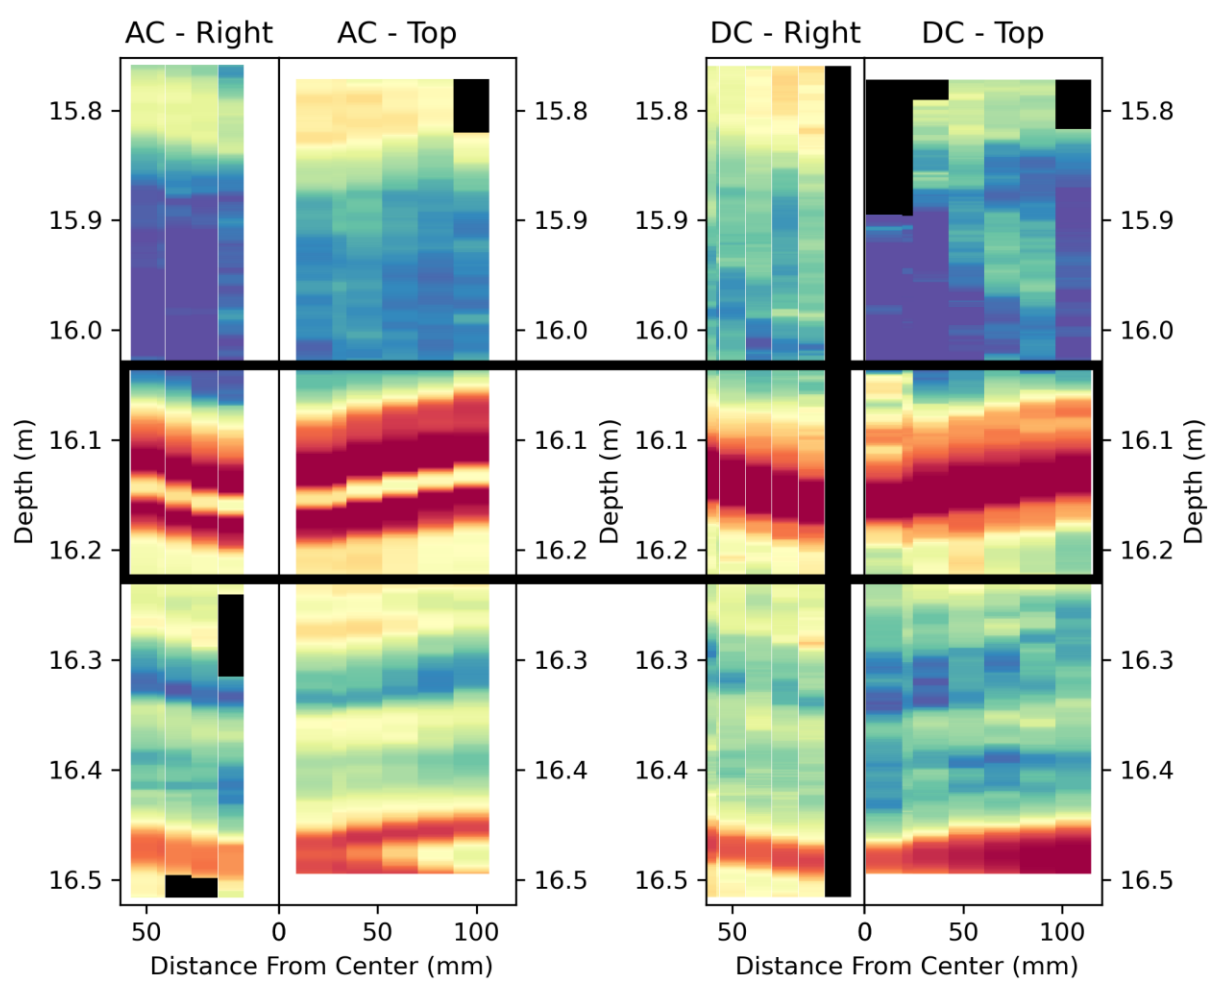 AC - Right AC - Top DC - Right DC - Top
15.8 15.8 15.8 15.8
15.9 15.9 15.9 15.9
16.0 16.0 16.0 16.0
16.1 16.1 16.1 16.1
16.2 16.2 16.2 16.2
16.3 16.3 16.3 16.3
16.4 16.4 16.4 16.4
16.5 16.5 16.5 16.5
Depth (m) Depth (m) Depth (m)
50 0 50 100 50 0 50 100
Distance From Center (mm) Distance From Center (mm)